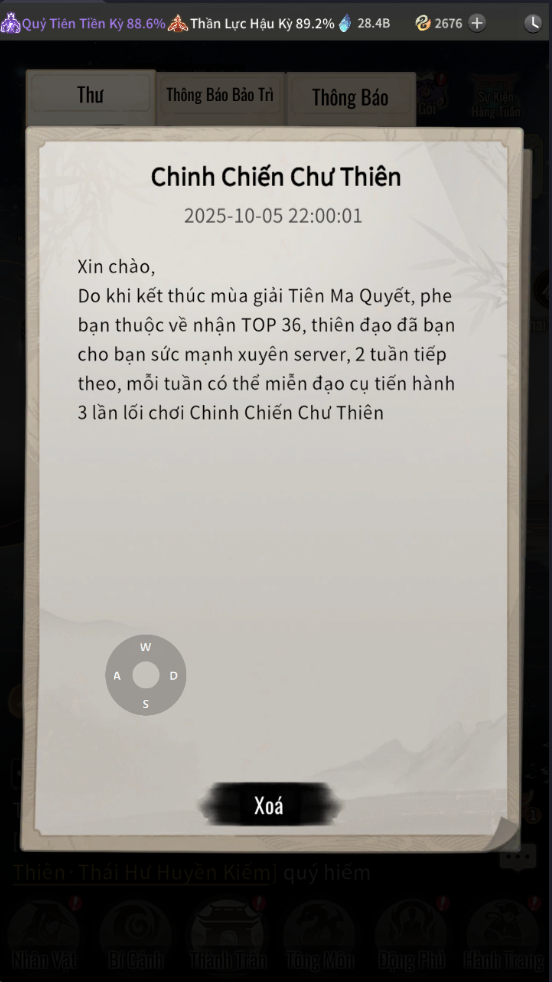 Quỷ Tiên Tiền Kỳ 88.6% Thần Lực Hậu Kỳ 89.2% 28.4B 2676
Thư
Thông Báo Bảo Trì
Thông Báo
Gói
Sự Kiện
Hàng Tuần
Chinh Chiến Chư Thiên
2025-10-05 22:00:01
Xin chào,
Do khi kết thúc mùa giải Tiên Ma Quyết, phe
bạn thuộc về nhận TOP 36, thiên đạo đã bạn
cho bạn sức mạnh xuyên server, 2 tuần tiếp
theo, mỗi tuần có thể miễn đạo cụ tiến hành
3 lần lối chơi Chinh Chiến Chư Thiên
W
A D
S
Xoá
Thiên · Thái Hư Huyền Kiếm] quý hiếm
Nhân Vật Bí Cảnh Thành Trấn Tông Môn Động Phủ Hành Trang